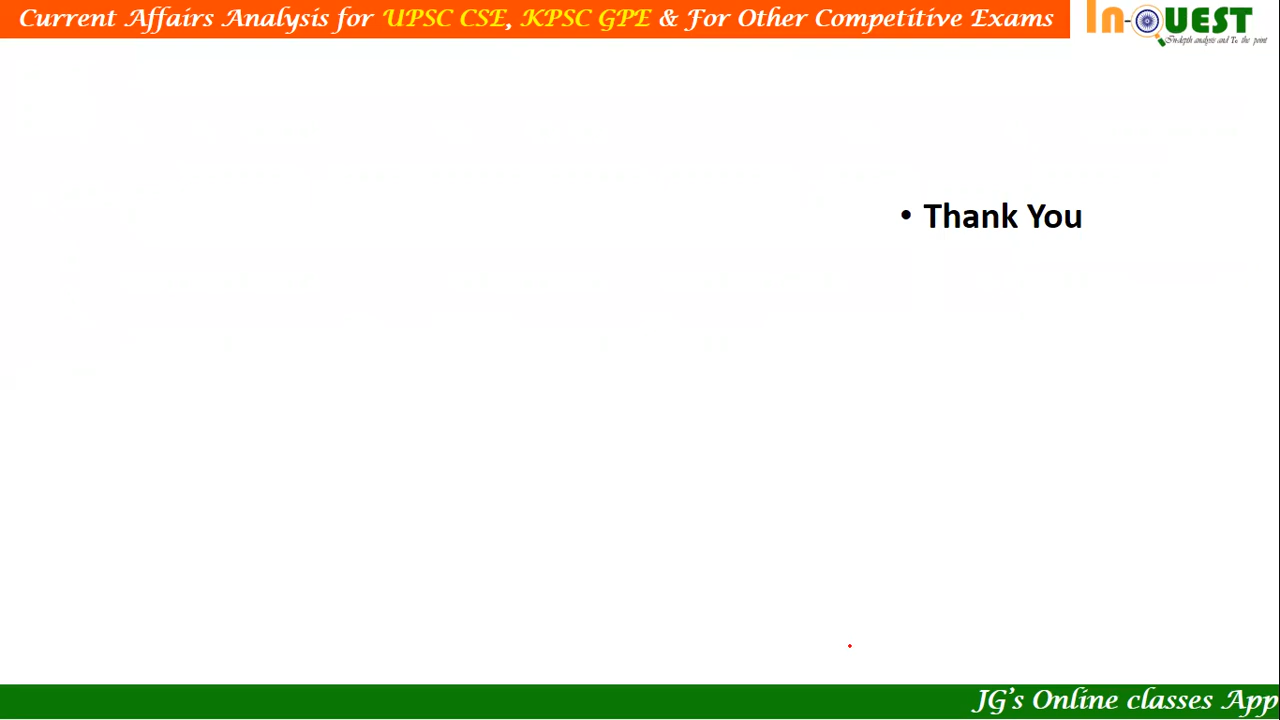 Current Affairs Analysis for UPSC CSE, KPSC GPE & For Other Competitive Exams
In-QUEST
In-depth analysis and To the point
• Thank You
JG's Online classes App